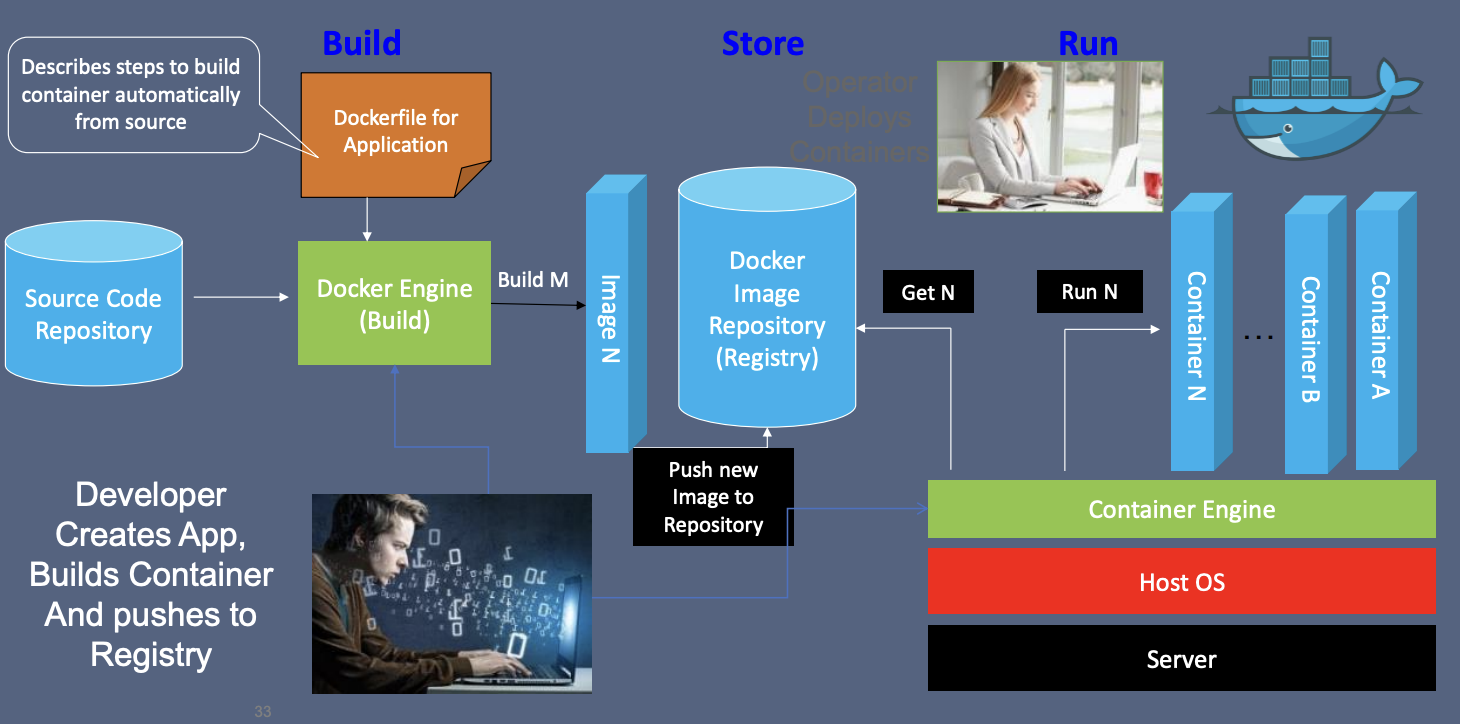 Build
Store
Run
Describes steps to build
container automatically
from source
Dockerfile for
Application
Operator
Deploys
Containers
Source Code
Repository
Docker Engine
(Build)
Build M
Image N
Docker
Image
Repository
(Registry)
Get N
Run N
Container N
...
Container B
Container A
Push new
Image to
Repository
Developer
Creates App,
Builds Container
And pushes to
Registry
Container Engine
Host OS
Server
33